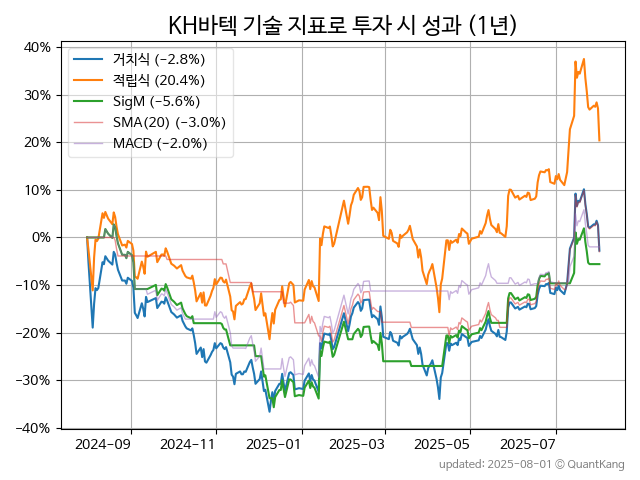 KH바텍 기술 지표로 투자 시 성과 (1년)
40%
30%
20%
10%
0%
−10%
−20%
−30%
−40%
거치식 (−2.8%)
적립식 (20.4%)
SigM (−5.6%)
SMA(20) (−3.0%)
MACD (−2.0%)
2024-09
2024-11
2025-01
2025-03
2025-05
2025-07
updated: 2025-08-01 © QuantKang